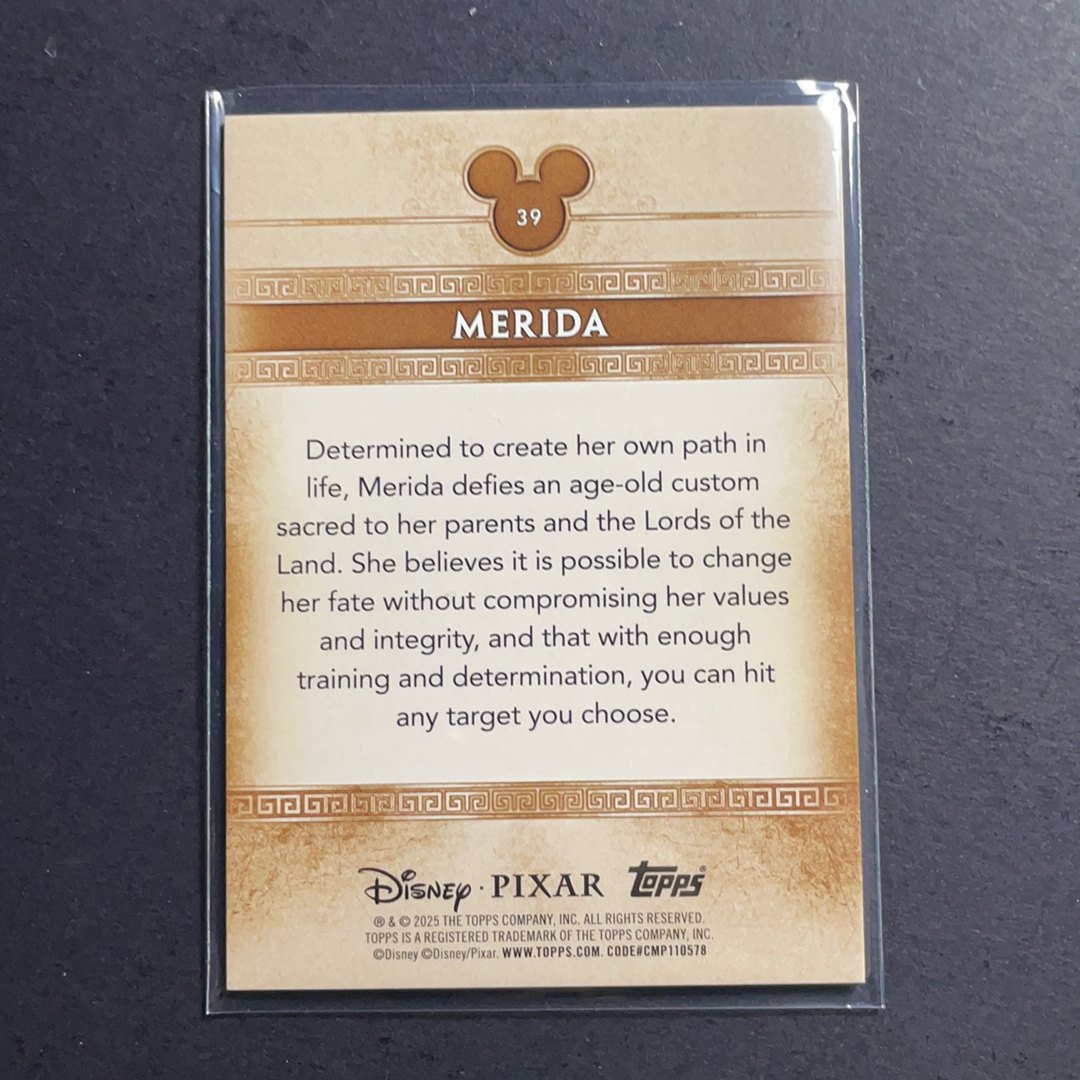 39
MERIDA
Determined to create her own path in
life, Merida defies an age-old custom
sacred to her parents and the Lords of the
Land. She believes it is possible to change
her fate without compromising her values
and integrity, and that with enough
training and determination, you can hit
any target you choose.
Disney · PIXAR topps®
® & © 2025 THE TOPPS COMPANY, INC. ALL RIGHTS RESERVED.
TOPPS IS A REGISTERED TRADEMARK OF THE TOPPS COMPANY, INC.
©Disney ©Disney/Pixar. WWW.TOPPS.COM. CODE#CMP110578